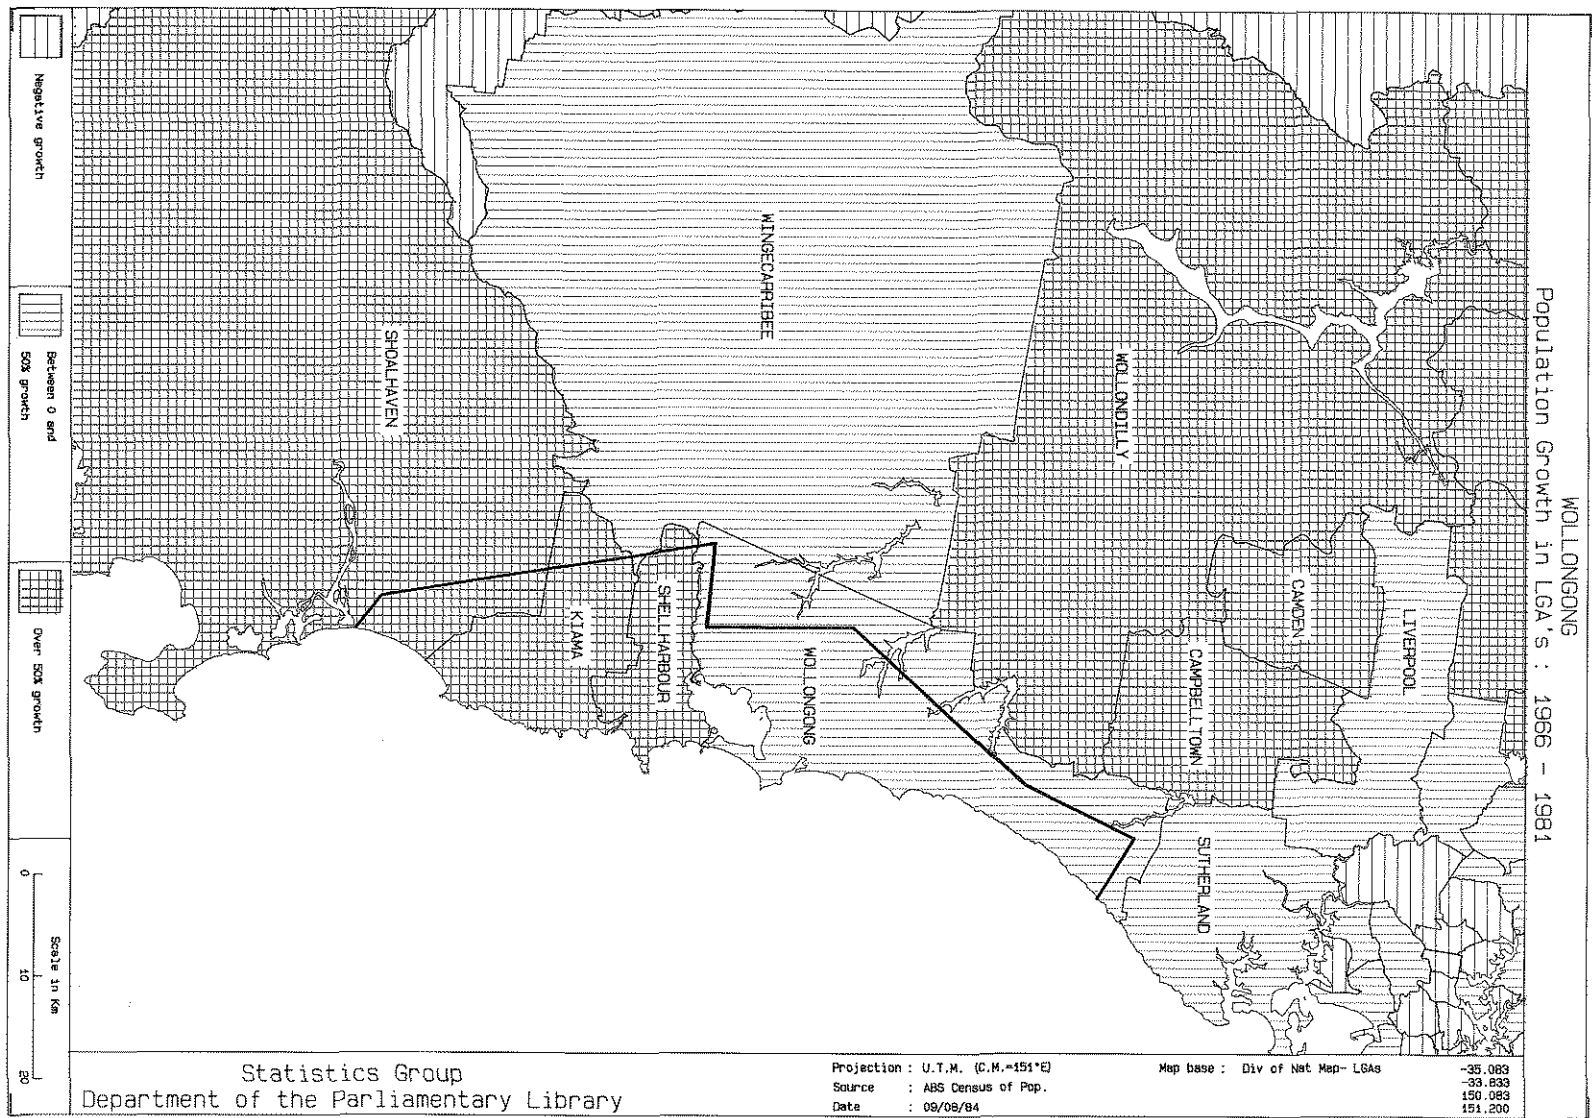 WOLLONGONG
Population Growth in LGA's : 1966 - 1981
LIVERPOOL
CAMDEN
CAMPBELLTOWN
SUTHERLAND
WOLLONDILLY
WINGECARRIBEE
WOLLONGONG
SHELLHARBOUR
KIAMA
SHOALHAVEN
Negative growth
Between 0 and
50% growth
Over 50% growth
Scale in Km
0 10 20
Statistics Group
Department of the Parliamentary Library
Projection : U.T.M. (C.M.=151°E)
Source : ABS Census of Pop.
Date : 09/08/84
Map base : Div of Nat Map- LGAs
-35.083
-33.833
150.083
151.200